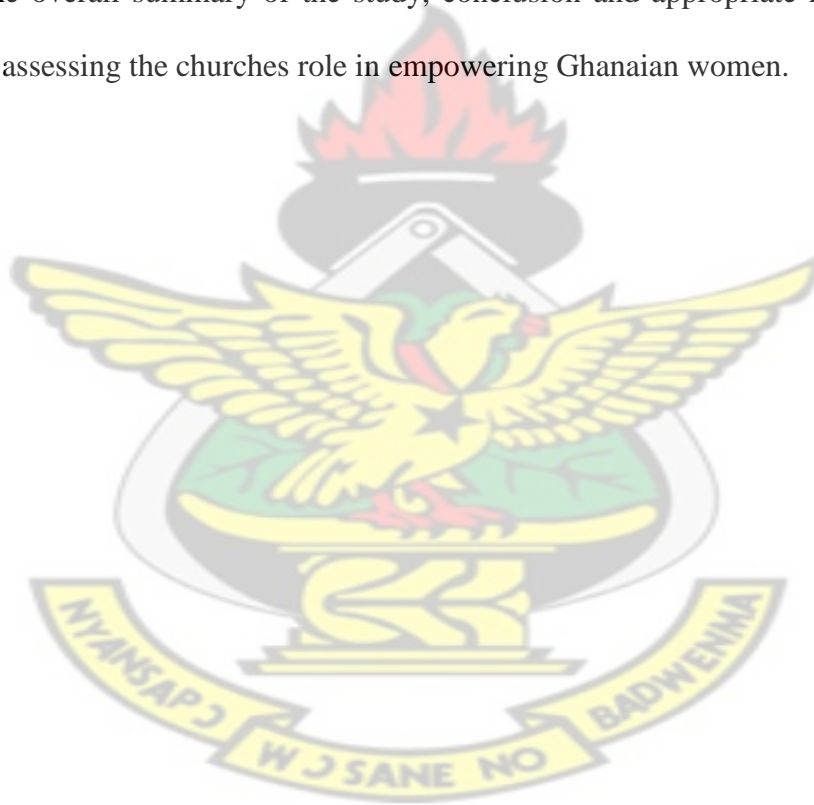 overall summary of the study, conclusion and appropriate
assessing the churches role in empowering Ghanaian women.
NYANSAPƆ
WƆSANE NO
BADWENMA